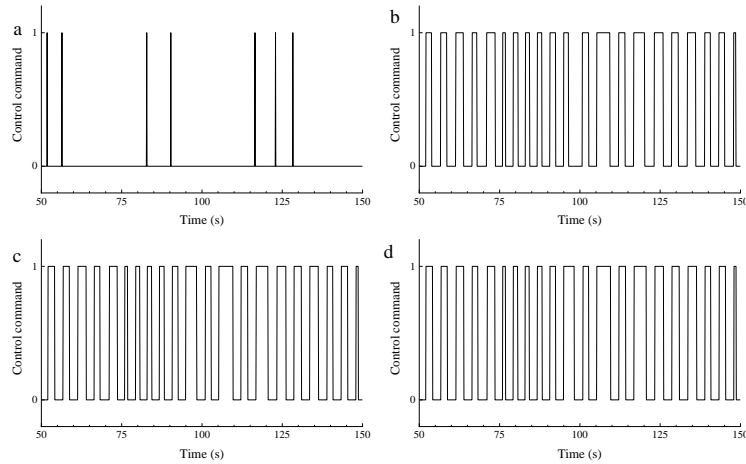 a
Control command
1
0
50 75 100 125 150
Time (s)
b
Control command
1
0
50 75 100 125 150
Time (s)
c
Control command
1
0
50 75 100 125 150
Time (s)
d
Control command
1
0
50 75 100 125 150
Time (s)